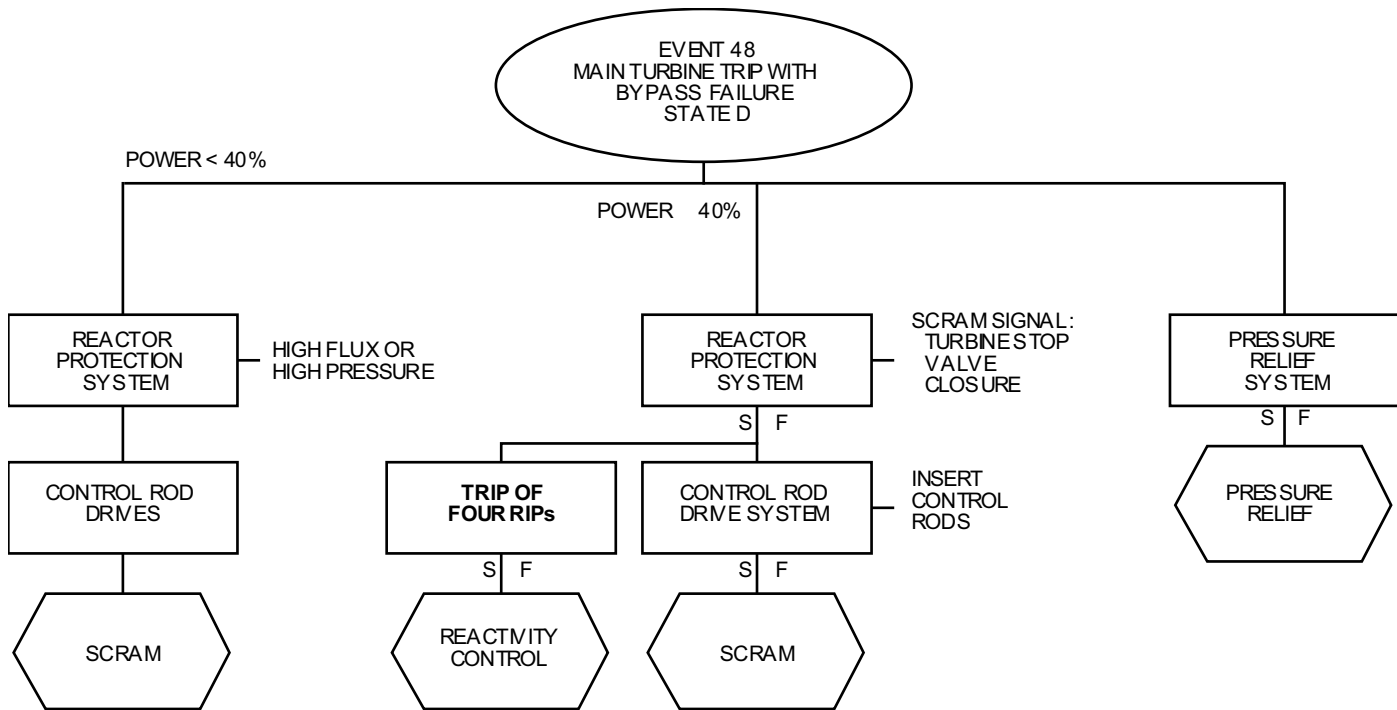 EVENT 48
MAIN TURBINE TRIP WITH
BYPASS FAILURE
STATE D
POWER < 40%
POWER 40%
REACTOR
PROTECTION
SYSTEM
HIGH FLUX OR
HIGH PRESSURE
REACTOR
PROTECTION
SYSTEM
SCRAM SIGNAL:
TURBINE STOP
VALVE
CLOSURE
PRESSURE
RELIEF
SYSTEM
S F
S F
CONTROL ROD
DRIVES
TRIP OF
FOUR RIPs
CONTROL ROD
DRIVE SYSTEM
INSERT
CONTROL
RODS
PRESSURE
RELIEF
S F
S F
SCRAM
REACTIVITY
CONTROL
SCRAM